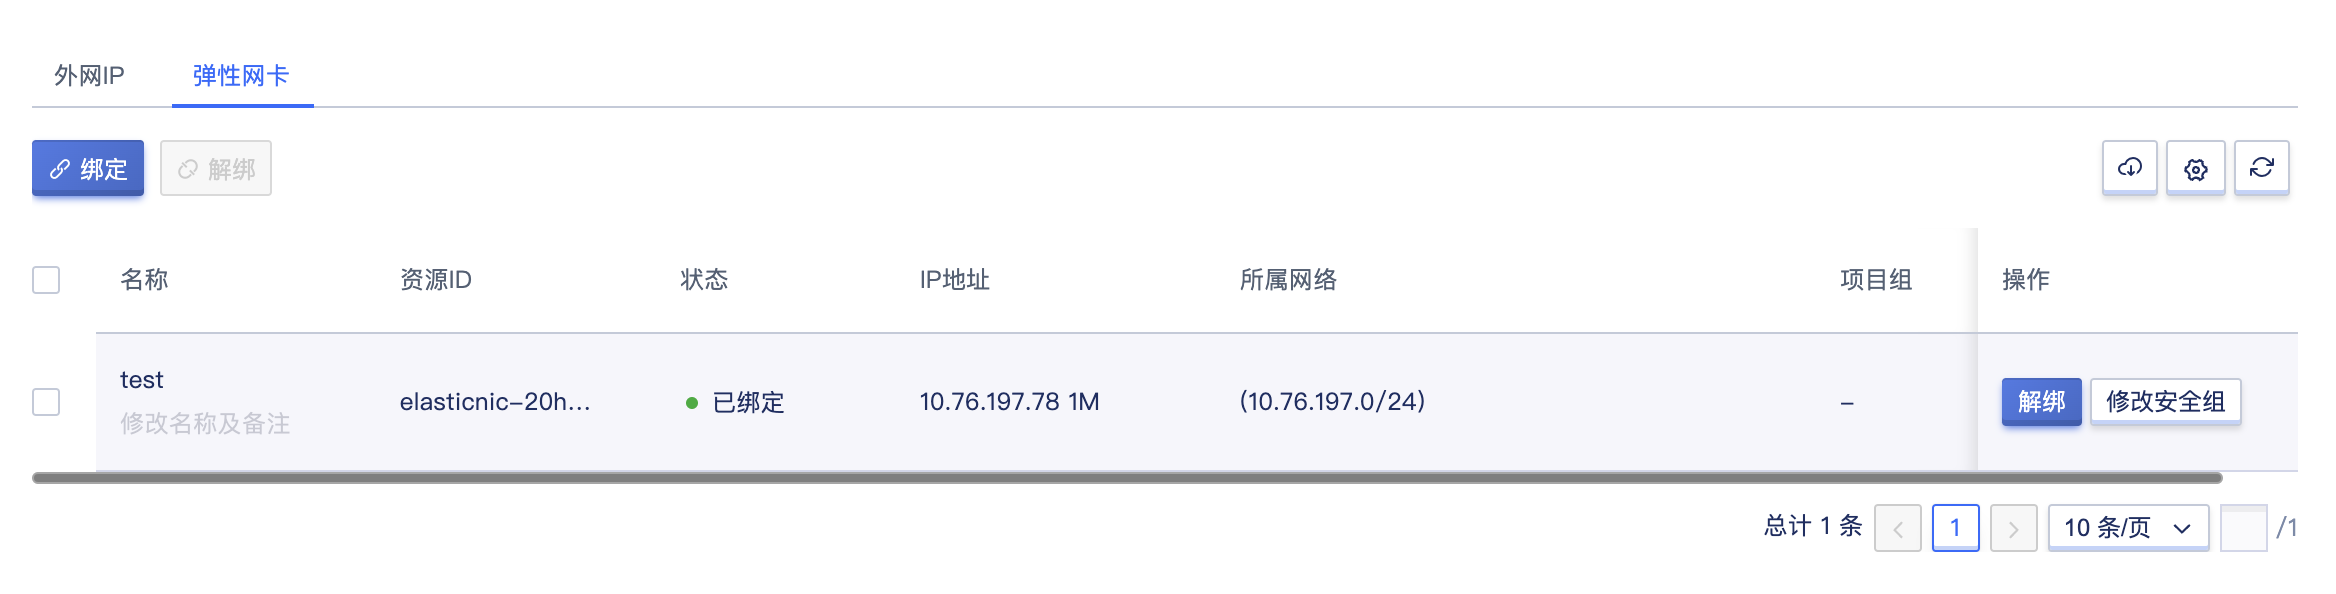 外网IP 弹性网卡
绑定 解绑
名称 资源ID 状态 IP地址 所属网络 项目组 操作
test
修改名称及备注
elasticnic-20h... 已绑定 10.76.197.78 1M (10.76.197.0/24) - 解绑 修改安全组
总计 1 条 1 10 条/页 /1